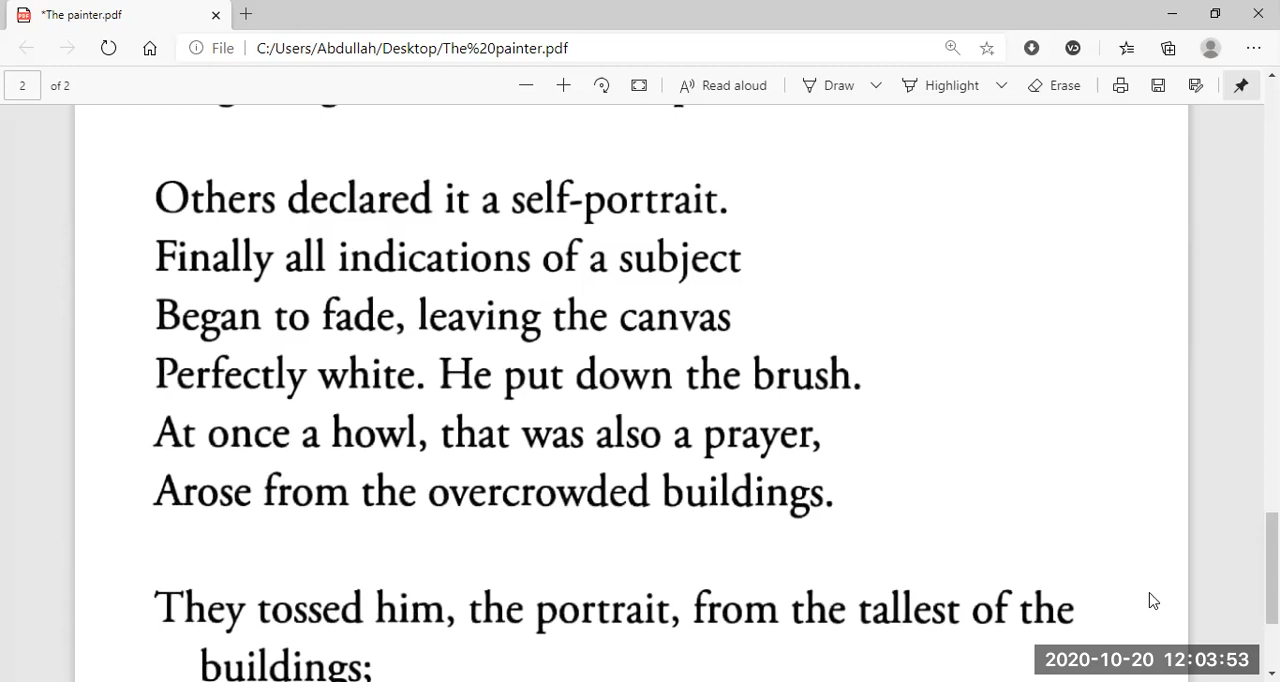 *The painter.pdf
File C:/Users/Abdullah/Desktop/The%20painter.pdf
2 of 2 Read aloud Draw Highlight Erase
Others declared it a self-portrait.
Finally all indications of a subject
Began to fade, leaving the canvas
Perfectly white. He put down the brush.
At once a howl, that was also a prayer,
Arose from the overcrowded buildings.
They tossed him, the portrait, from the tallest of the
buildings;
2020-10-20 12:03:53